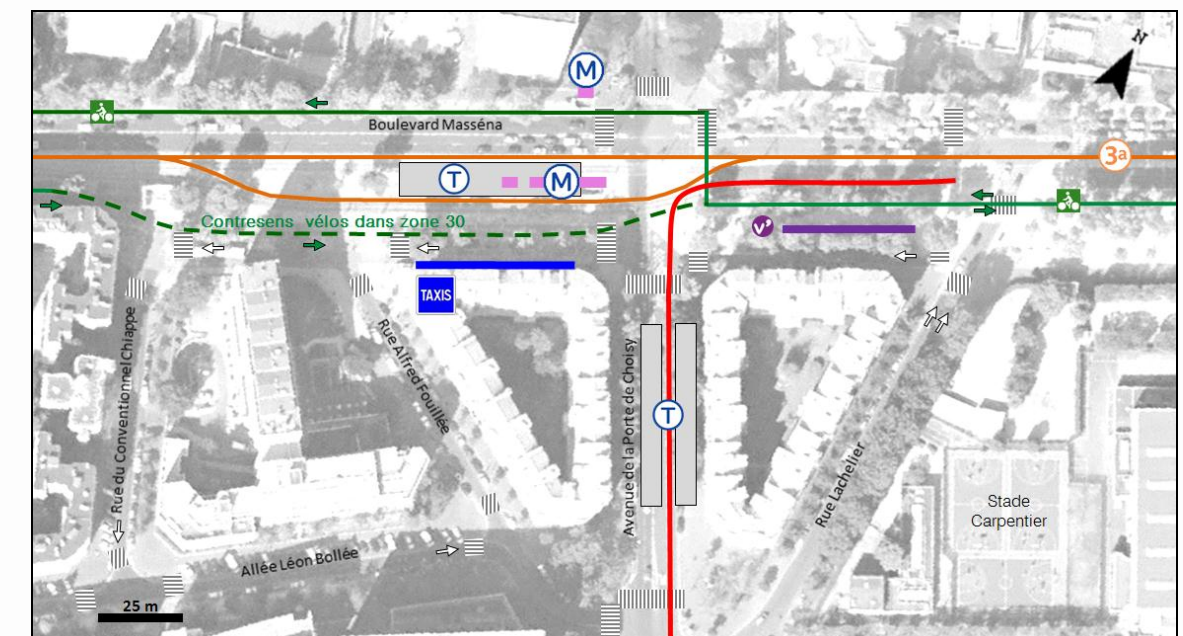 N
M
Boulevard Masséna
3a
T
M
Contresens vélos dans zone 30
V
TAXIS
Rue du Conventionnel Chiappe
Rue Alfred Fouillée
Avenue de la Porte de Choisy
T
Rue Lachelier
Stade
Carpentier
Allée Léon Bollée
25 m